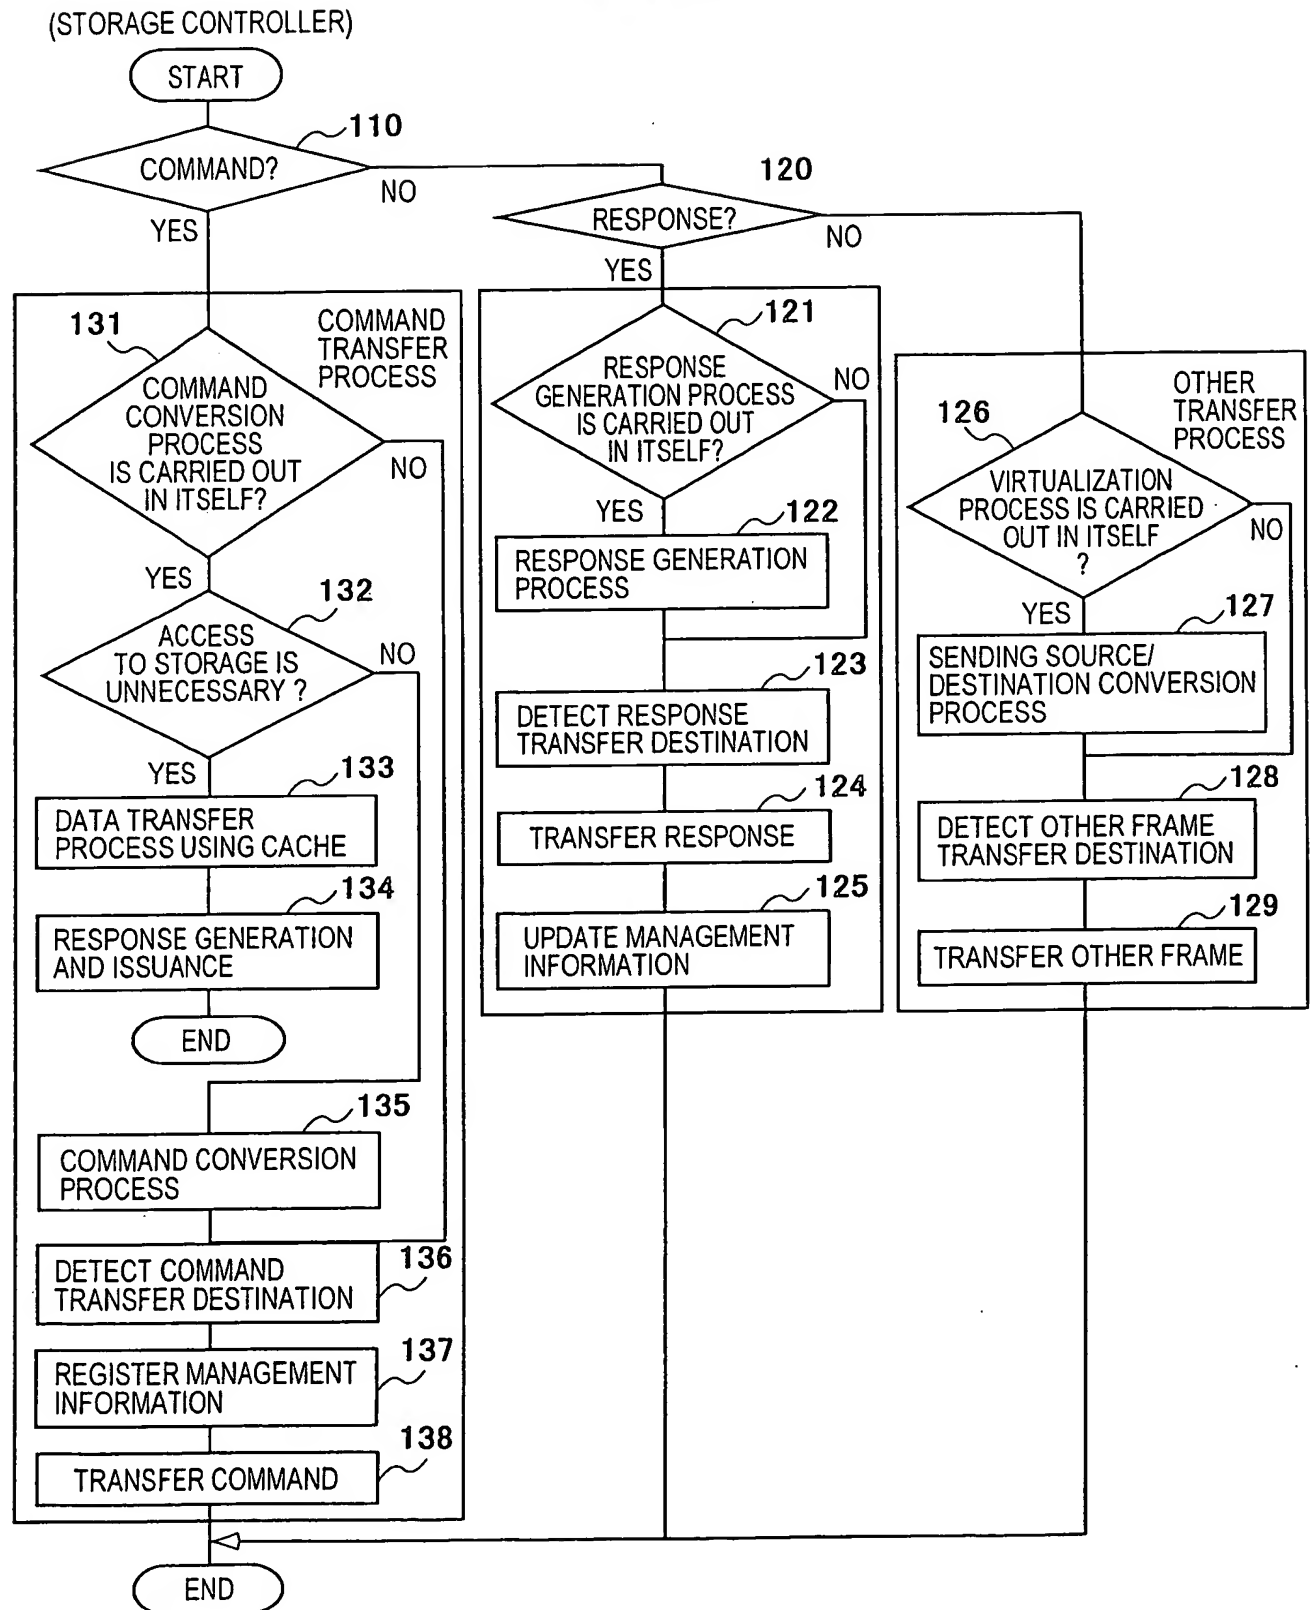 (STORAGE CONTROLLER)
START
110
COMMAND?
NO
YES
120
RESPONSE?
NO
YES
131
COMMAND
TRANSFER
PROCESS
COMMAND
CONVERSION
PROCESS
IS CARRIED OUT
IN ITSELF?
NO
YES
132
ACCESS
TO STORAGE IS
UNNECESSARY ?
NO
YES
133
DATA TRANSFER
PROCESS USING CACHE
134
RESPONSE GENERATION
AND ISSUANCE
END
135
COMMAND CONVERSION
PROCESS
136
DETECT COMMAND
TRANSFER DESTINATION
137
REGISTER MANAGEMENT
INFORMATION
138
TRANSFER COMMAND
END
121
RESPONSE
GENERATION PROCESS
IS CARRIED OUT
IN ITSELF?
NO
YES
122
RESPONSE GENERATION
PROCESS
123
DETECT RESPONSE
TRANSFER DESTINATION
124
TRANSFER RESPONSE
125
UPDATE MANAGEMENT
INFORMATION
OTHER
TRANSFER
PROCESS
126
VIRTUALIZATION
PROCESS IS CARRIED
OUT IN ITSELF
?
NO
YES
127
SENDING SOURCE/
DESTINATION CONVERSION
PROCESS
128
DETECT OTHER FRAME
TRANSFER DESTINATION
129
TRANSFER OTHER FRAME